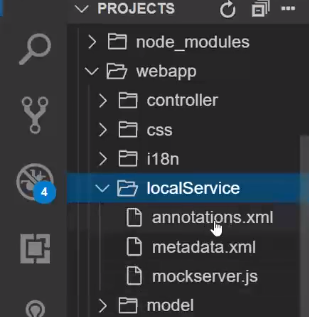 PROJECTS
node_modules
webapp
controller
css
i18n
localService
annotations.xml
4
metadata.xml
mockserver.js
model